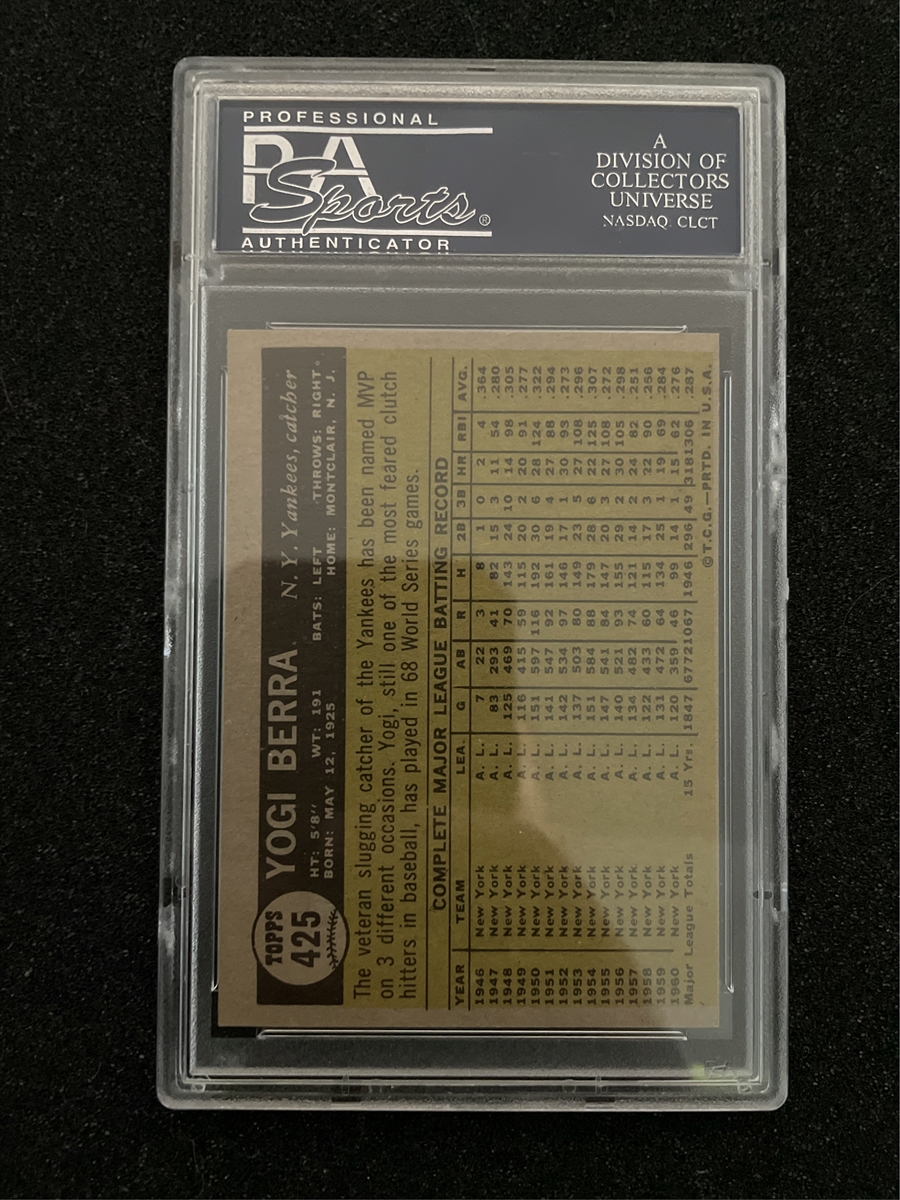 PROFESSIONAL
PSA
Sports®
AUTHENTICATOR
A
DIVISION OF
COLLECTORS
UNIVERSE
NASDAQ: CLCT
TOPPS
425
YOGI BERRA N. Y. Yankees, catcher
HT: 5'8" WT: 191 BATS: LEFT THROWS: RIGHT
BORN: MAY 12, 1925 HOME: MONTCLAIR, N. J.
The veteran slugging catcher of the Yankees has been named MVP
on 3 different occasions. Yogi, still one of the most feared clutch
hitters in baseball, has played in 68 World Series games.
COMPLETE MAJOR LEAGUE BATTING RECORD
YEAR TEAM LEA. G AB R H 2B 3B HR RBI AVG.
1946 New York A. L. 7 22 3 8 1 0 2 4 .364
1947 New York A. L. 83 293 41 82 15 3 11 54 .280
1948 New York A. L. 125 469 70 143 24 10 14 98 .305
1949 New York A. L. 116 415 59 115 20 2 20 91 .277
1950 New York A. L. 151 597 116 192 30 6 28 124 .322
1951 New York A. L. 141 547 92 161 19 4 27 88 .294
1952 New York A. L. 142 534 97 146 17 1 30 93 .273
1953 New York A. L. 137 503 80 149 23 5 27 108 .296
1954 New York A. L. 151 584 88 179 28 6 22 125 .307
1955 New York A. L. 147 541 84 147 20 3 27 108 .272
1956 New York A. L. 140 521 93 155 29 2 30 105 .298
1957 New York A. L. 134 482 74 121 14 2 24 82 .251
1958 New York A. L. 122 433 60 115 17 3 22 90 .266
1959 New York A. L. 131 472 64 134 25 1 19 69 .284
1960 New York A. L. 120 359 46 99 14 1 15 62 .276
Major League Totals 15 Yrs. 1847 6772 1067 1946 296 49 318 1306 .287
©T.C.G.—PRTD. IN U.S.A.